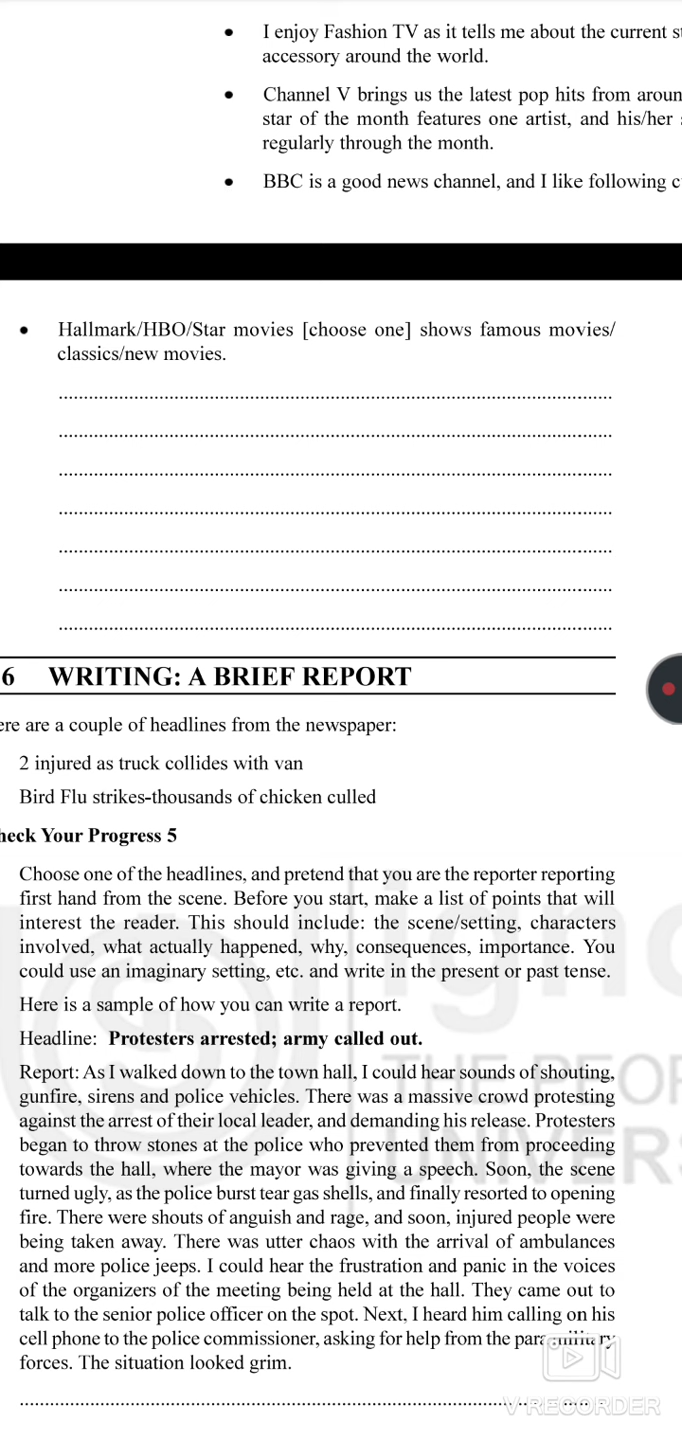 • I enjoy Fashion TV as it tells me about the current
accessory around the world.
• Channel V brings us the latest pop hits from
star of the month features one artist, and his/her
regularly through the month.
• BBC is a good news channel, and I like following
• Hallmark/HBO/Star movies [choose one] shows famous movies/
classics/new movies.
6 WRITING: A BRIEF REPORT
are a couple of headlines from the newspaper:
2 injured as truck collides with van
Bird Flu strikes-thousands of chicken culled
Your Progress 5
Choose one of the headlines, and pretend that you are the reporter reporting
first hand from the scene. Before you start, make a list of points that will
interest the reader. This should include: the scene/setting, characters
involved, what actually happened, why, consequences, importance. You
could use an imaginary setting, etc. and write in the present or past tense.
Here is a sample of how you can write a report.
Headline: Protesters arrested; army called out.
Report: As I walked down to the town hall, I could hear sounds of shouting,
gunfire, sirens and police vehicles. There was a massive crowd protesting
against the arrest of their local leader, and demanding his release. Protesters
began to throw stones at the police who prevented them from proceeding
towards the hall, where the mayor was giving a speech. Soon, the scene
turned ugly, as the police burst tear gas shells, and finally resorted to opening
fire. There were shouts of anguish and rage, and soon, injured people were
being taken away. There was utter chaos with the arrival of ambulances
and more police jeeps. I could hear the frustration and panic in the voices
of the organizers of the meeting being held at the hall. They came out to
talk to the senior police officer on the spot. Next, I heard him calling on his
cell phone to the police commissioner, asking for help from the para military
forces. The situation looked grim.
V RECORDER